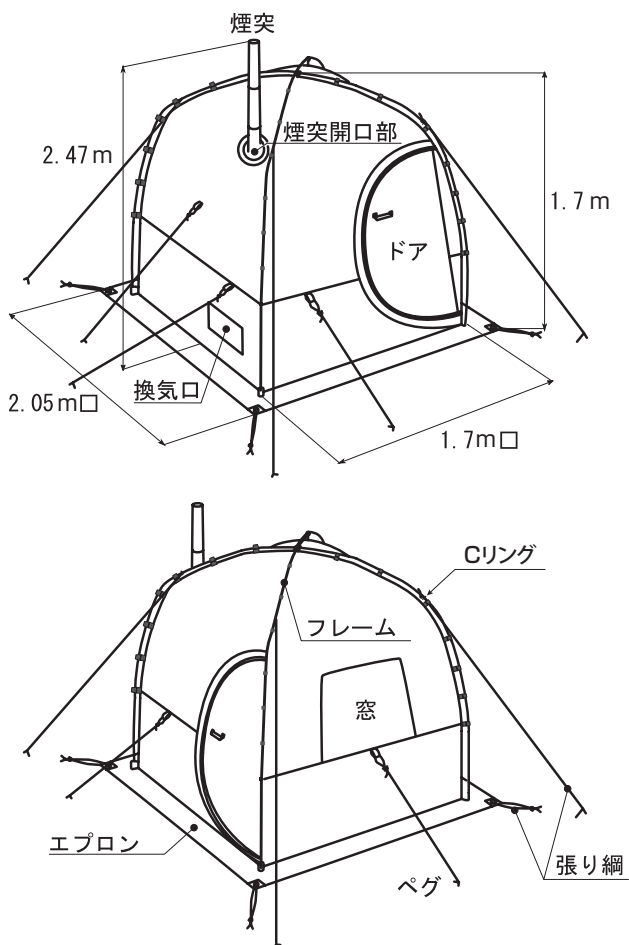 煙突
煙突開口部
2.47m
1.7m
ドア
換気口
2.05m□
1.7m□
Cリング
フレーム
窓
エプロン
ペグ
張り綱